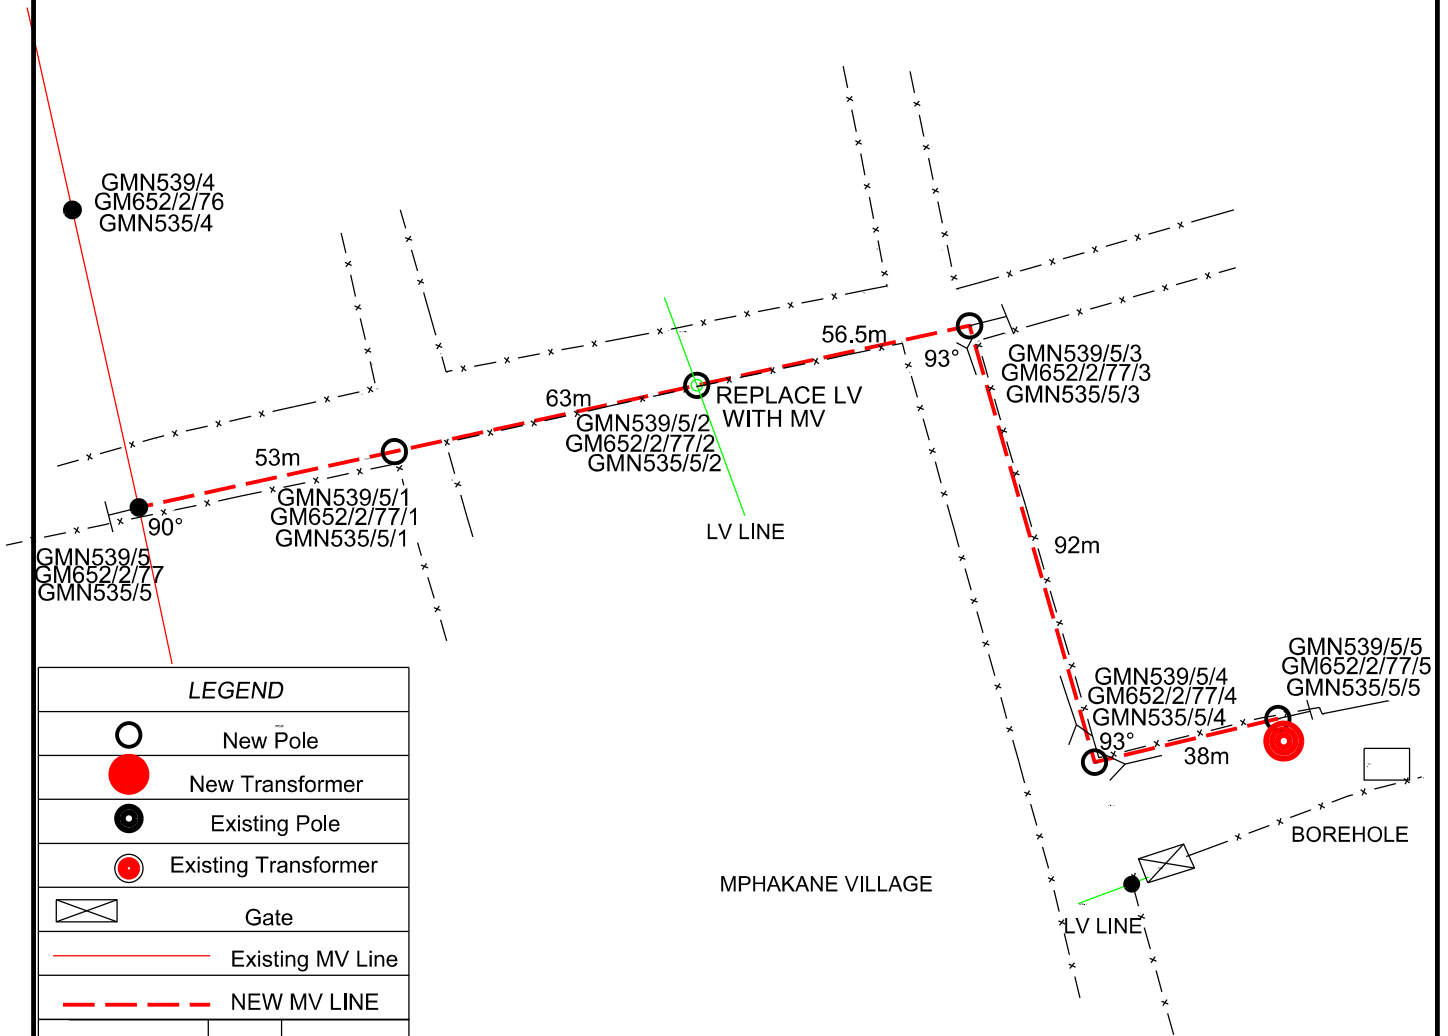 GMN539/4
GM652/2/76
GMN535/4
56.5m
93°
GMN539/5/3
GM652/2/77/3
GMN535/5/3
63m
REPLACE LV
WITH MV
GMN539/5/2
GM652/2/77/2
GMN535/5/2
53m
GMN539/5/1
GM652/2/77/1
GMN535/5/1
90°
LV LINE
92m
GMN539/5
GM652/2/77
GMN535/5
GMN539/5/5
GM652/2/77/5
GMN535/5/5
GMN539/5/4
GM652/2/77/4
GMN535/5/4
93°
38m
BOREHOLE
MPHAKANE VILLAGE
LV LINE
LEGEND
New Pole
New Transformer
Existing Pole
Existing Transformer
Gate
Existing MV Line
NEW MV LINE